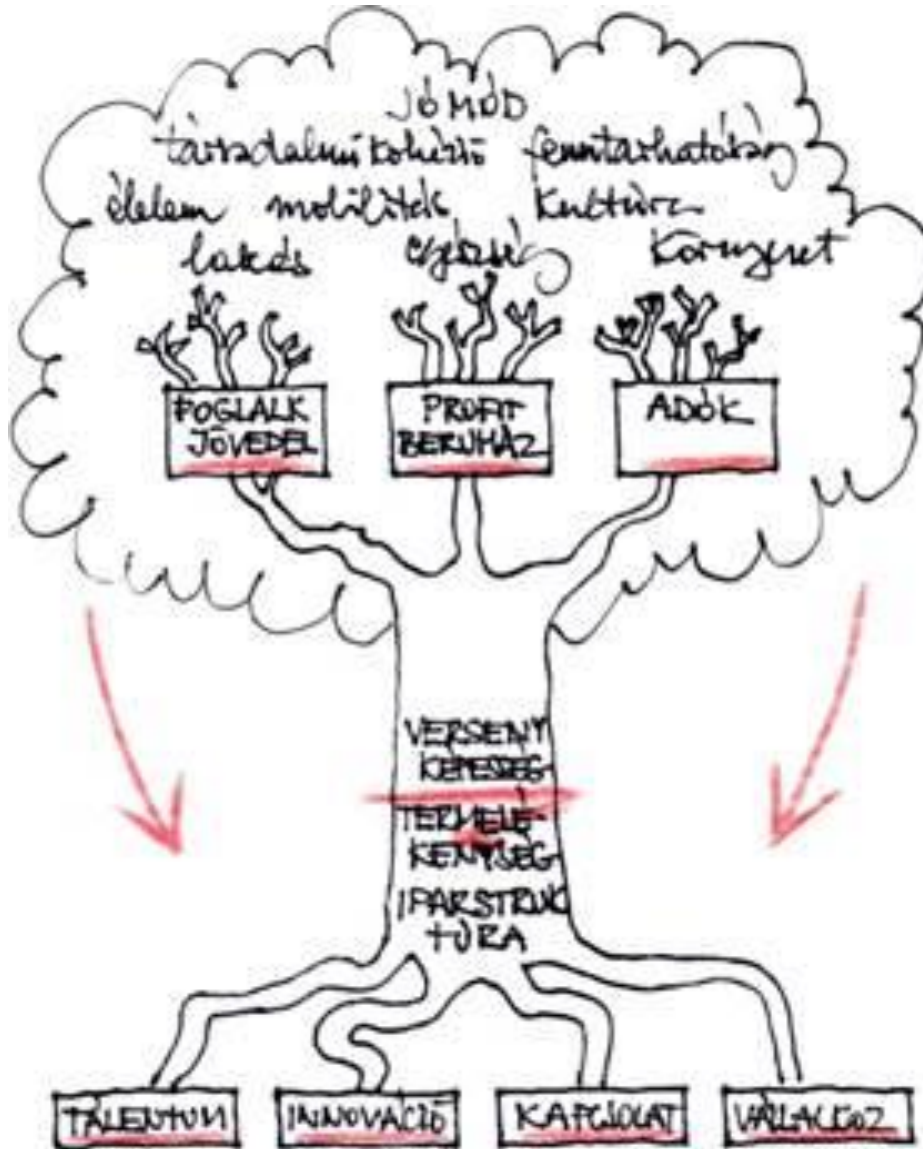 JÓMÓD
társadalmi kohézió fenntarthatóság
élelem mobilitás kultúra
lakás egészség környezet
FOGLALK
JÖVEDEL
PROFIT
BERUHÁZ
ADÓK
VERSENY
KÉPESSÉG
TERMELÉ-
KENYSÉG
IPARSTRUK
TÚRA
TALENTUM
INNOVÁCIÓ
KAPCSOLAT
VÁLLALKOZ